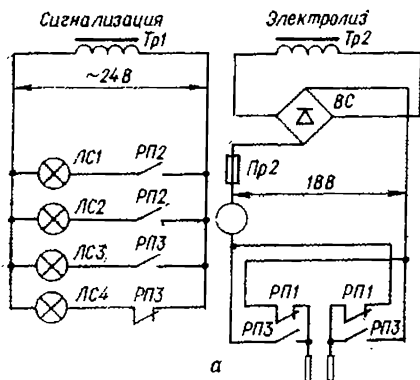 Сигнализация
Электролиз
Тр1
Тр2
~24В
ВС
Пр2
18В
ЛС1 РП2
ЛС2 РП2
ЛС3 РП3
ЛС4 РП3
РП1 РП1
РП3 РП3
а